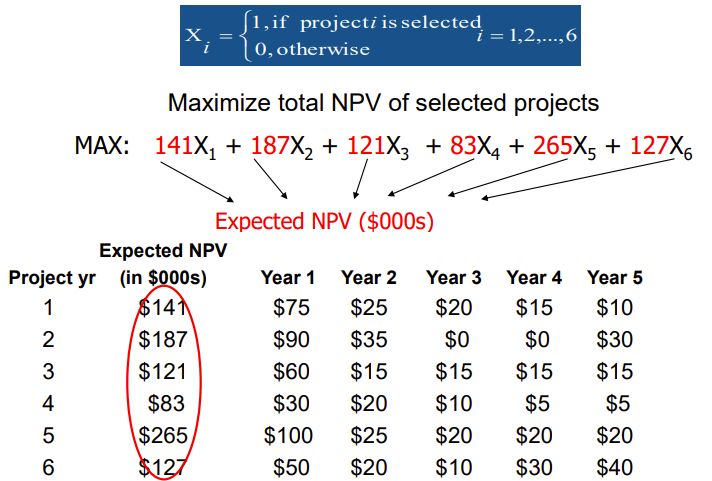 X_i = {1, if project i is selected
0, otherwise i = 1,2,...,6
Maximize total NPV of selected projects
MAX: 141X₁ + 187X₂ + 121X₃ + 83X₄ + 265X₅ + 127X₆
Expected NPV ($000s)
Expected NPV
Project yr (in $000s) Year 1 Year 2 Year 3 Year 4 Year 5
1 $141 $75 $25 $20 $15 $10
2 $187 $90 $35 $0 $0 $30
3 $121 $60 $15 $15 $15 $15
4 $83 $30 $20 $10 $5 $5
5 $265 $100 $25 $20 $20 $20
6 $127 $50 $20 $10 $30 $40